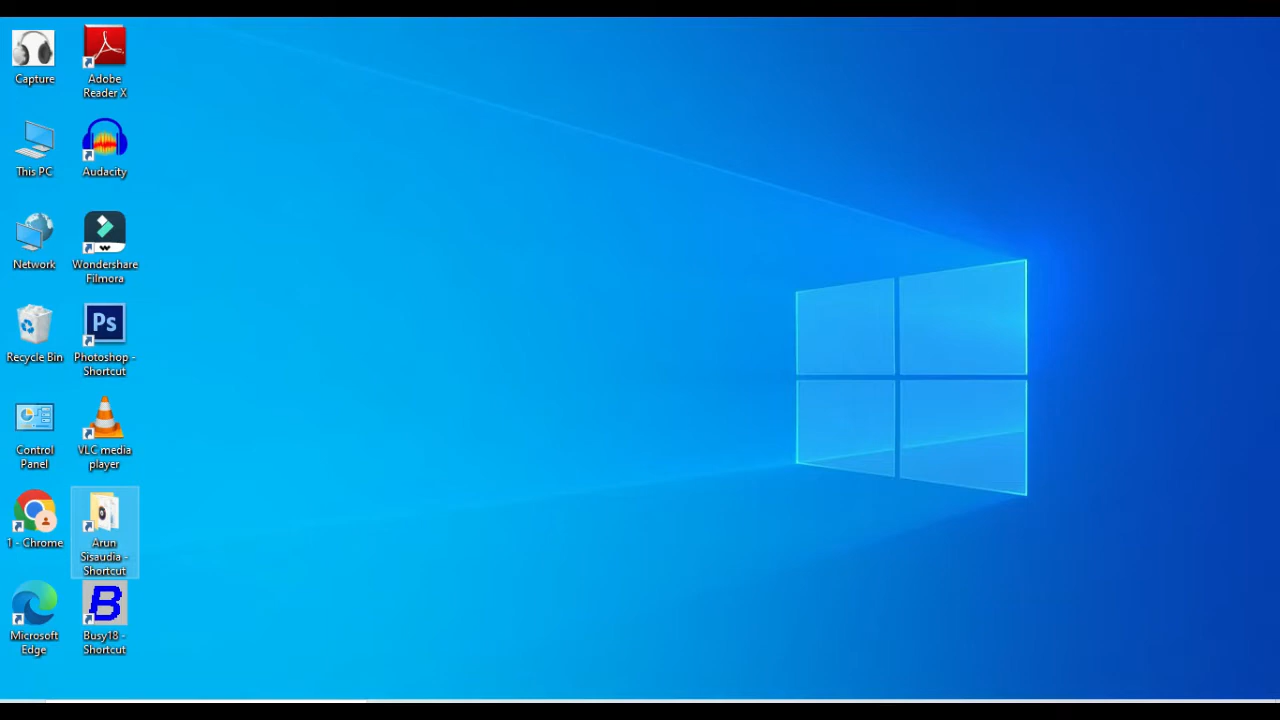 Capture
This PC
Network
Recycle Bin
Control
Panel
1 - Chrome
Microsoft
Edge
Adobe
Reader X
Audacity
Wondershare
Filmora
Ps
Photoshop -
Shortcut
VLC media
player
Arun
Sisaudia -
Shortcut
B
Busy18 -
Shortcut